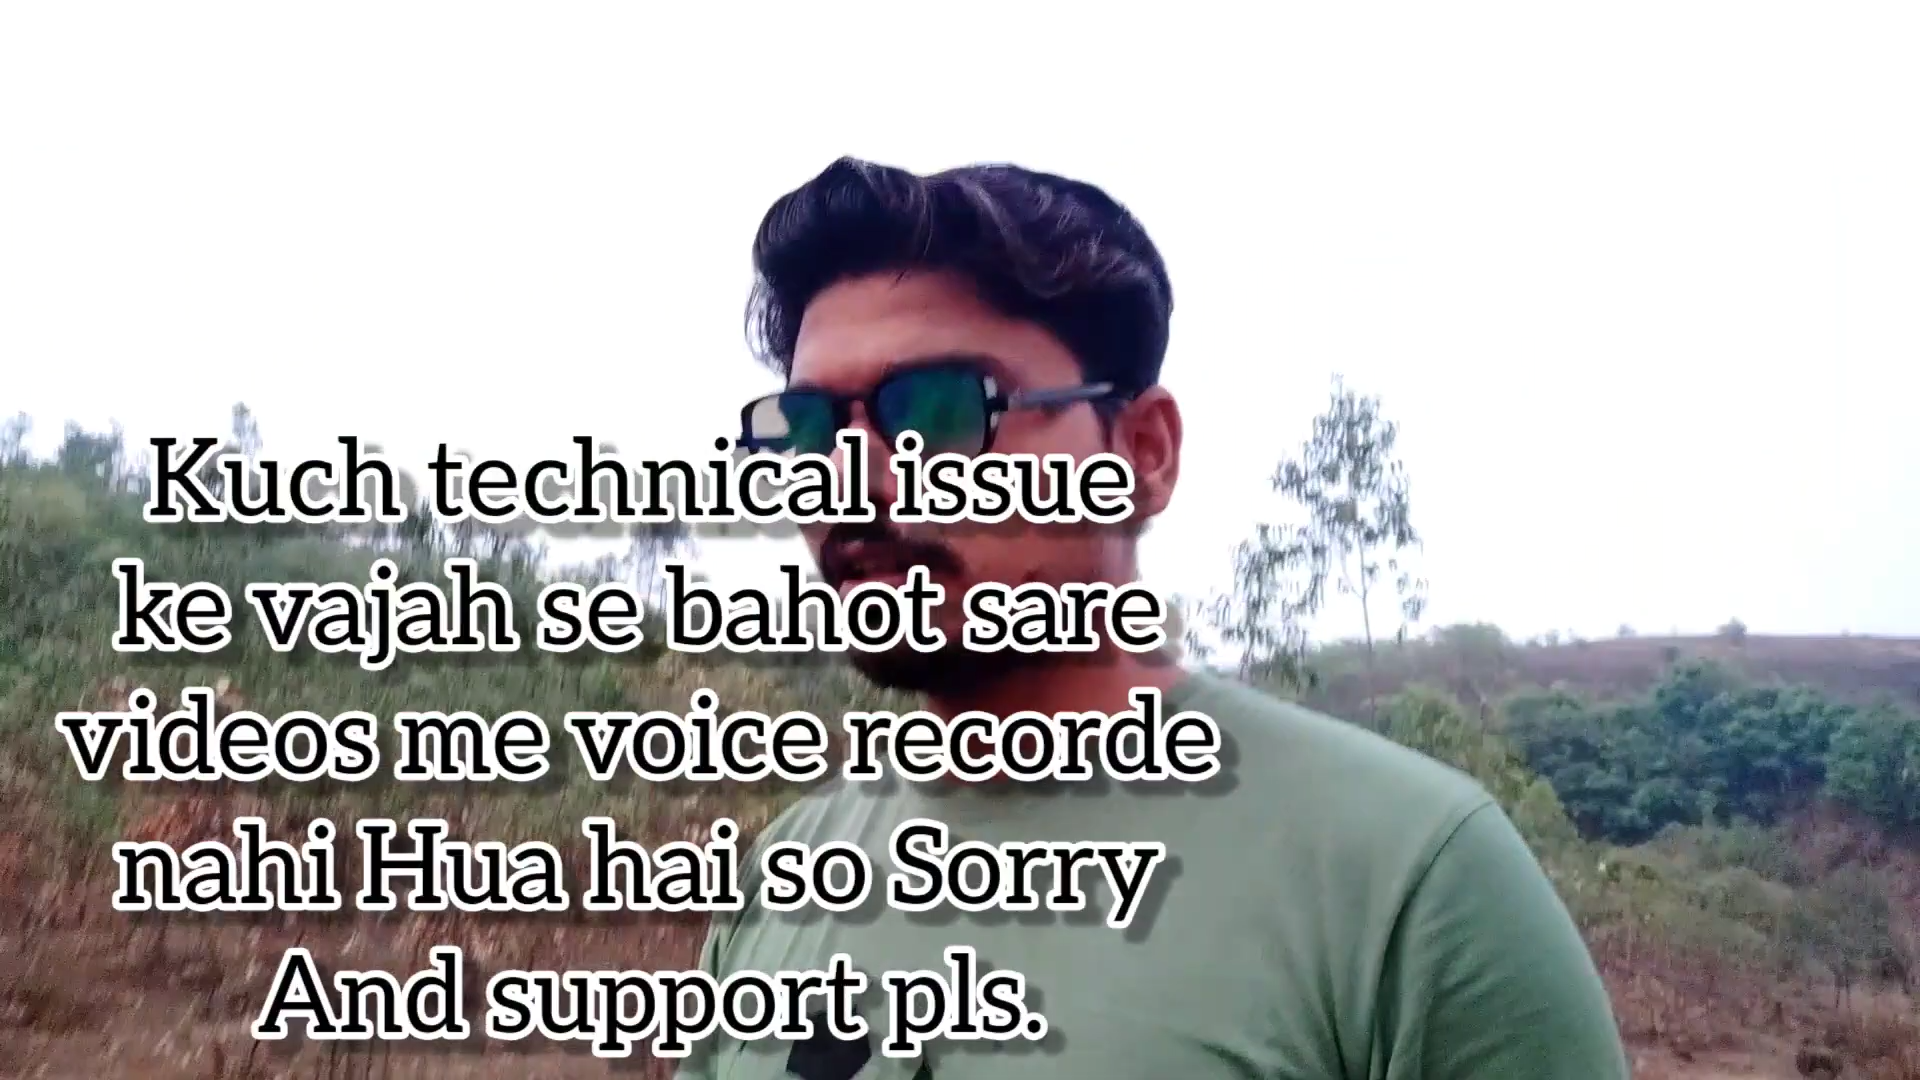 Kuch technical issue
ke vajah se bahot sare
videos me voice recorde
nahi Hua hai so Sorry
And support pls.